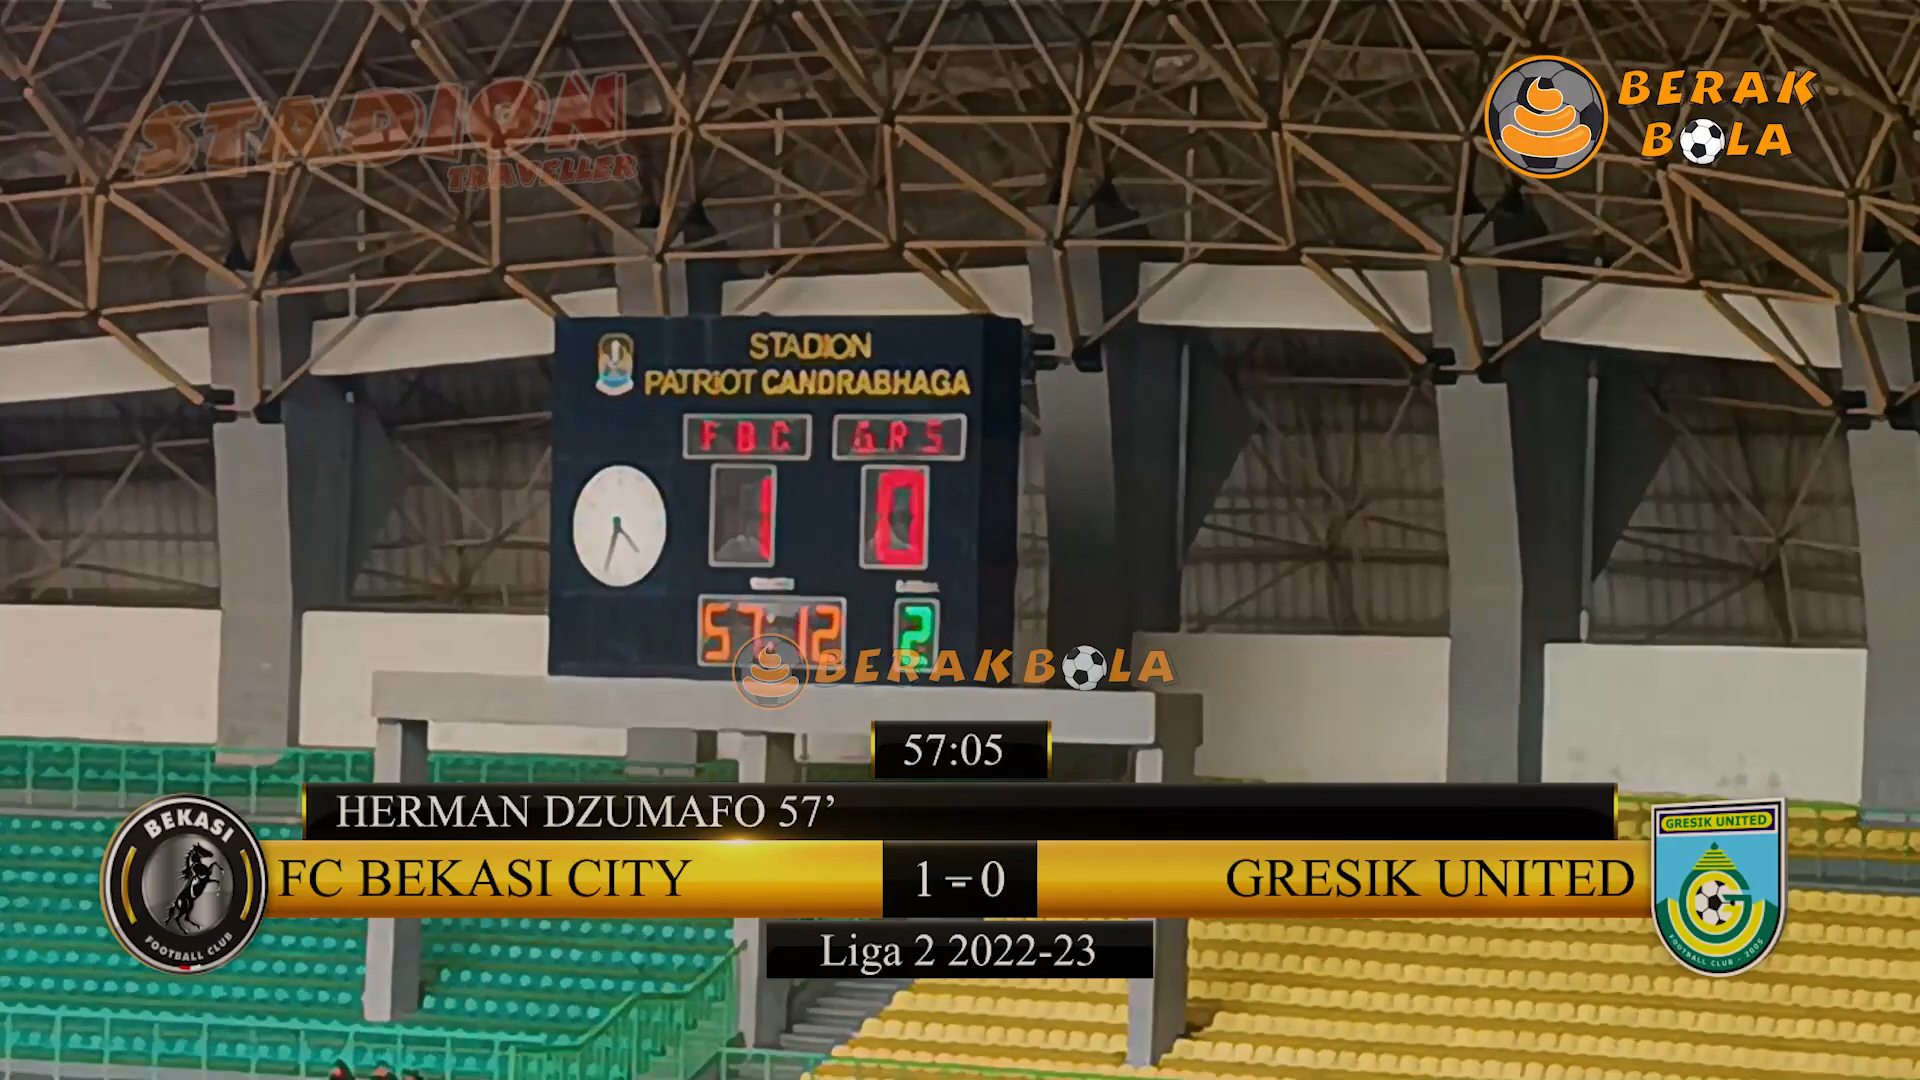 STADION
TRAVELLER
BERAK
BOLA
STADION
PATRIOT CANDRABHAGA
FBC GRS
1 0
57:12 2
BERAKBOLA
57:05
HERMAN DZUMAFO 57’
FC BEKASI CITY 1 – 0 GRESIK UNITED
Liga 2 2022-23
BEKASI
FOOTBALL CLUB
GRESIK UNITED
G
FOOTBALL CLUB - 2005